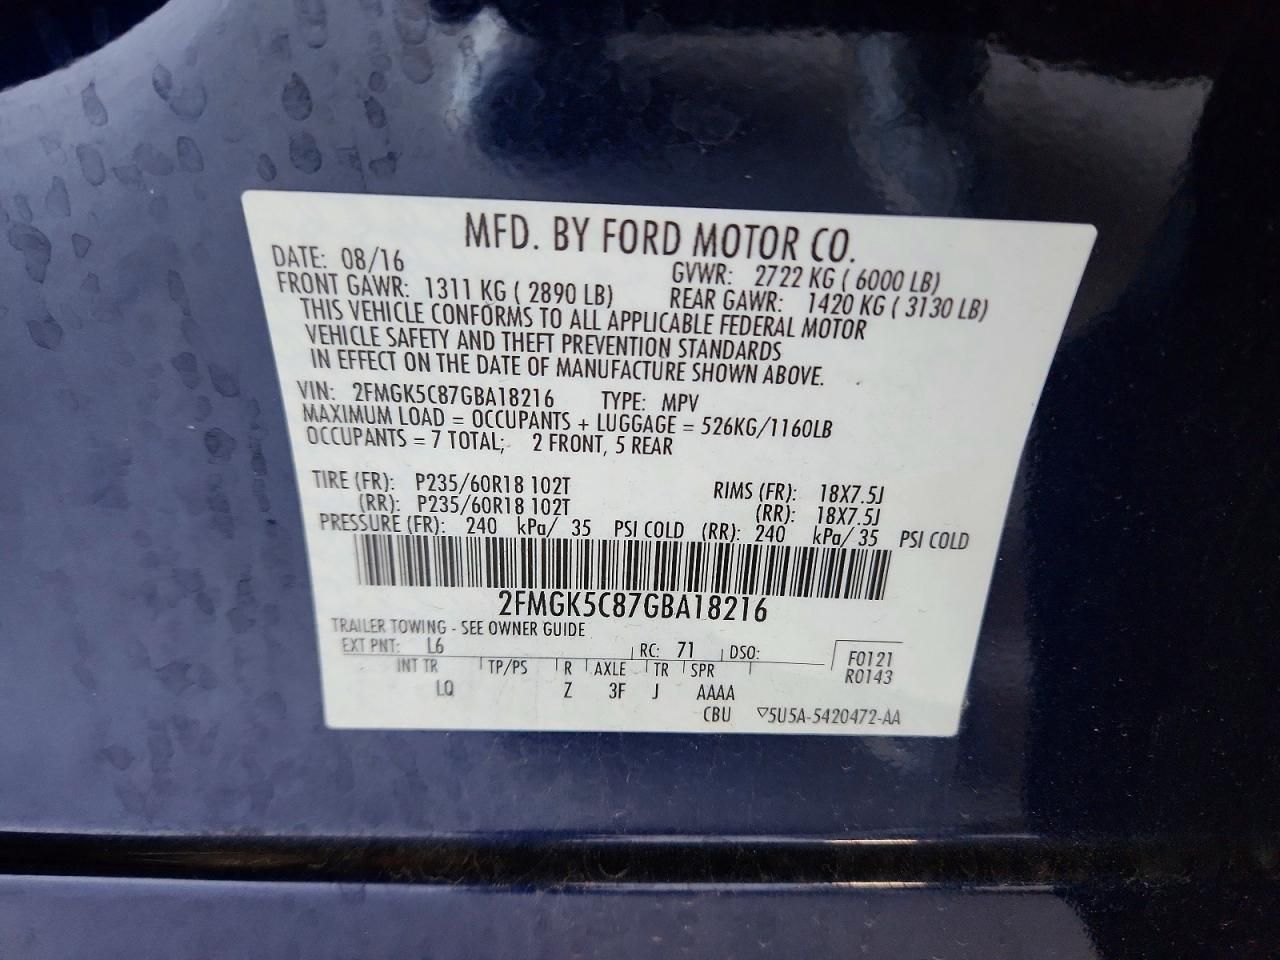 MFD. BY FORD MOTOR CO.
DATE: 08/16 GVWR: 2722 KG ( 6000 LB)
FRONT GAWR: 1311 KG ( 2890 LB) REAR GAWR: 1420 KG ( 3130 LB)
THIS VEHICLE CONFORMS TO ALL APPLICABLE FEDERAL MOTOR
VEHICLE SAFETY AND THEFT PREVENTION STANDARDS
IN EFFECT ON THE DATE OF MANUFACTURE SHOWN ABOVE.
VIN: 2FMGK5C87GBA18216 TYPE: MPV
MAXIMUM LOAD = OCCUPANTS + LUGGAGE = 526KG/1160LB
OCCUPANTS = 7 TOTAL; 2 FRONT, 5 REAR
TIRE (FR): P235/60R18 102T RIMS (FR): 18X7.5J
(RR): P235/60R18 102T (RR): 18X7.5J
PRESSURE (FR): 240 kPa/ 35 PSI COLD (RR): 240 kPa/ 35 PSI COLD
2FMGK5C87GBA18216
TRAILER TOWING - SEE OWNER GUIDE
EXT PNT: L6 RC: 71 DSO:
INT TR TP/PS R AXLE TR SPR F0121
LQ Z 3F J AAAA R0143
CBU ▽5U5A-5420472-AA